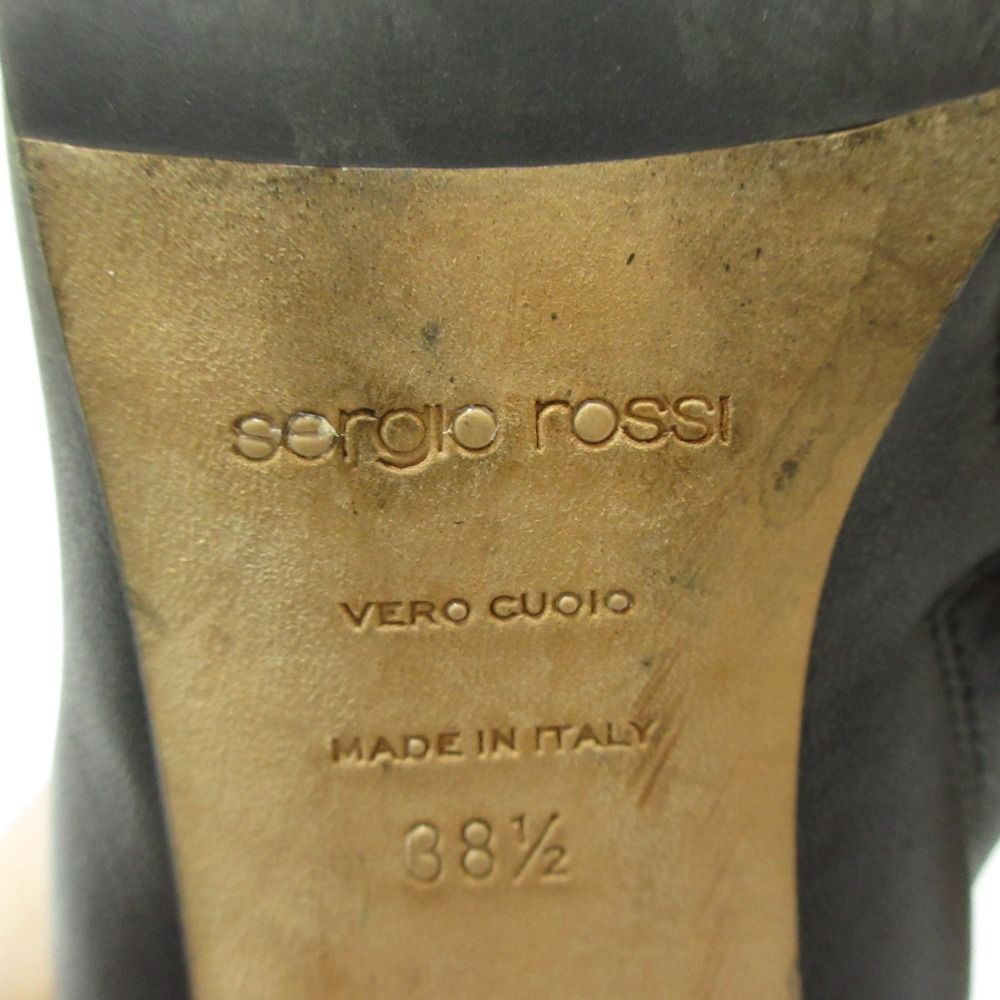 sergio rossi
VERO CUOIO
MADE IN ITALY
38½